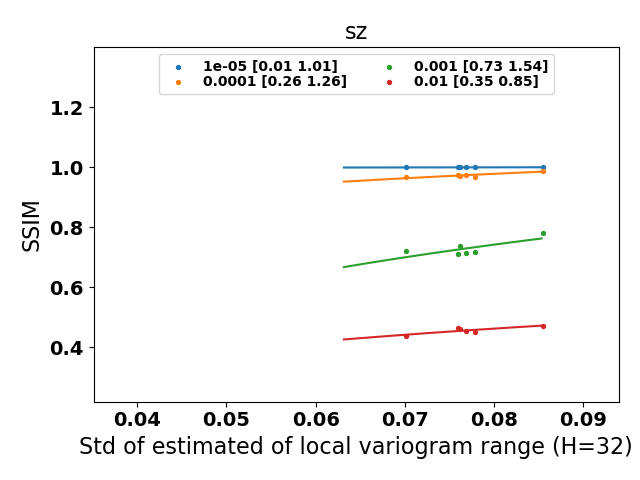 sz
1e-05 [0.01 1.01]
0.0001 [0.26 1.26]
0.001 [0.73 1.54]
0.01 [0.35 0.85]
SSIM
1.2
1.0
0.8
0.6
0.4
0.04 0.05 0.06 0.07 0.08 0.09
Std of estimated of local variogram range (H=32)